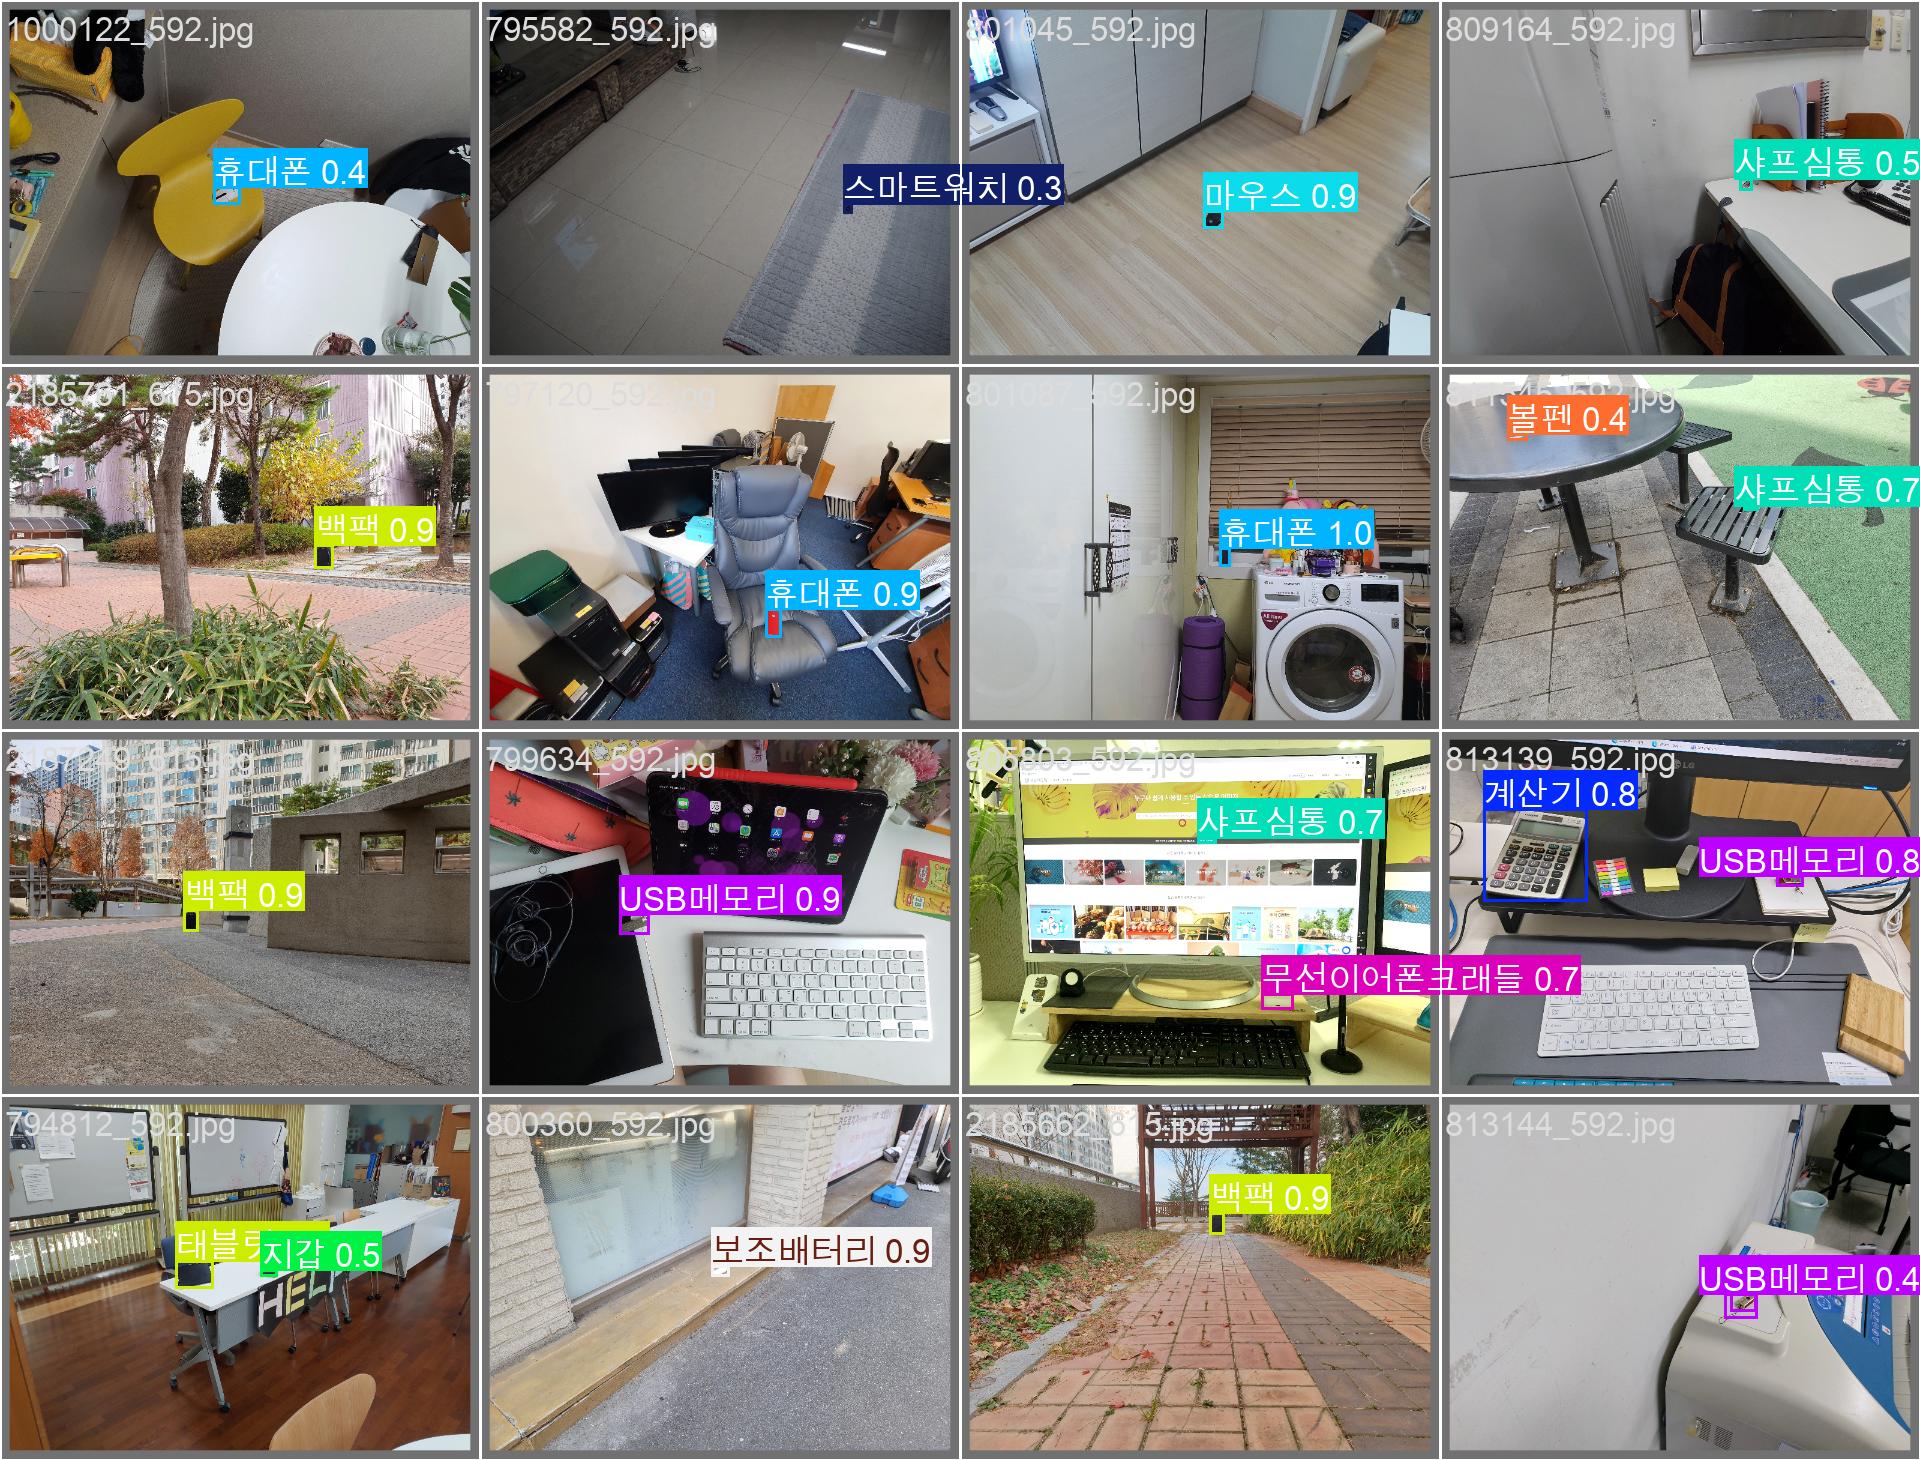 1000122_592.jpg
휴대폰 0.4
795582_592.jpg
스마트워치 0.3
801045_592.jpg
마우스 0.9
809164_592.jpg
샤프심통 0.5
2185761_615.jpg
백팩 0.9
797120_592.jpg
휴대폰 0.9
801087_592.jpg
휴대폰 1.0
볼펜 0.4
샤프심통 0.7
백팩 0.9
799634_592.jpg
USB메모리 0.9
805803_592.jpg
샤프심통 0.7
무선이어폰크래들 0.7
813139_592.jpg
LG
계산기 0.8
USB메모리 0.8
794812_592.jpg
지갑 0.5
HEL
800360_592.jpg
보조배터리 0.9
2185662_615.jpg
백팩 0.9
813144_592.jpg
USB메모리 0.4